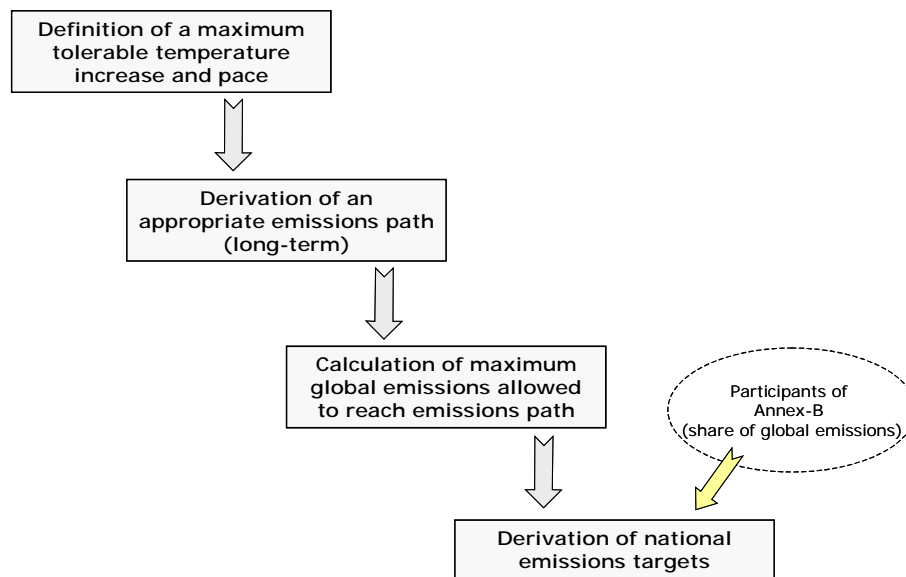 Definition of a maximum
tolerable temperature
increase and pace
Derivation of an
appropriate emissions path
(long-term)
Calculation of maximum
global emissions allowed
to reach emissions path
Participants of
Annex-B
(share of global emissions)
Derivation of national
emissions targets